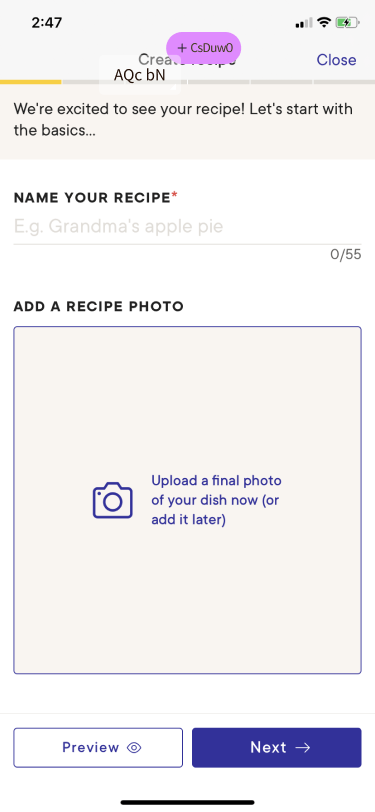 2:47
+ CsDuw0
Create recipe
Close
AQc bN
We're excited to see your recipe! Let's start with
the basics...
NAME YOUR RECIPE*
E.g. Grandma's apple pie
0/55
ADD A RECIPE PHOTO
Upload a final photo
of your dish now (or
add it later)
Preview
Next →